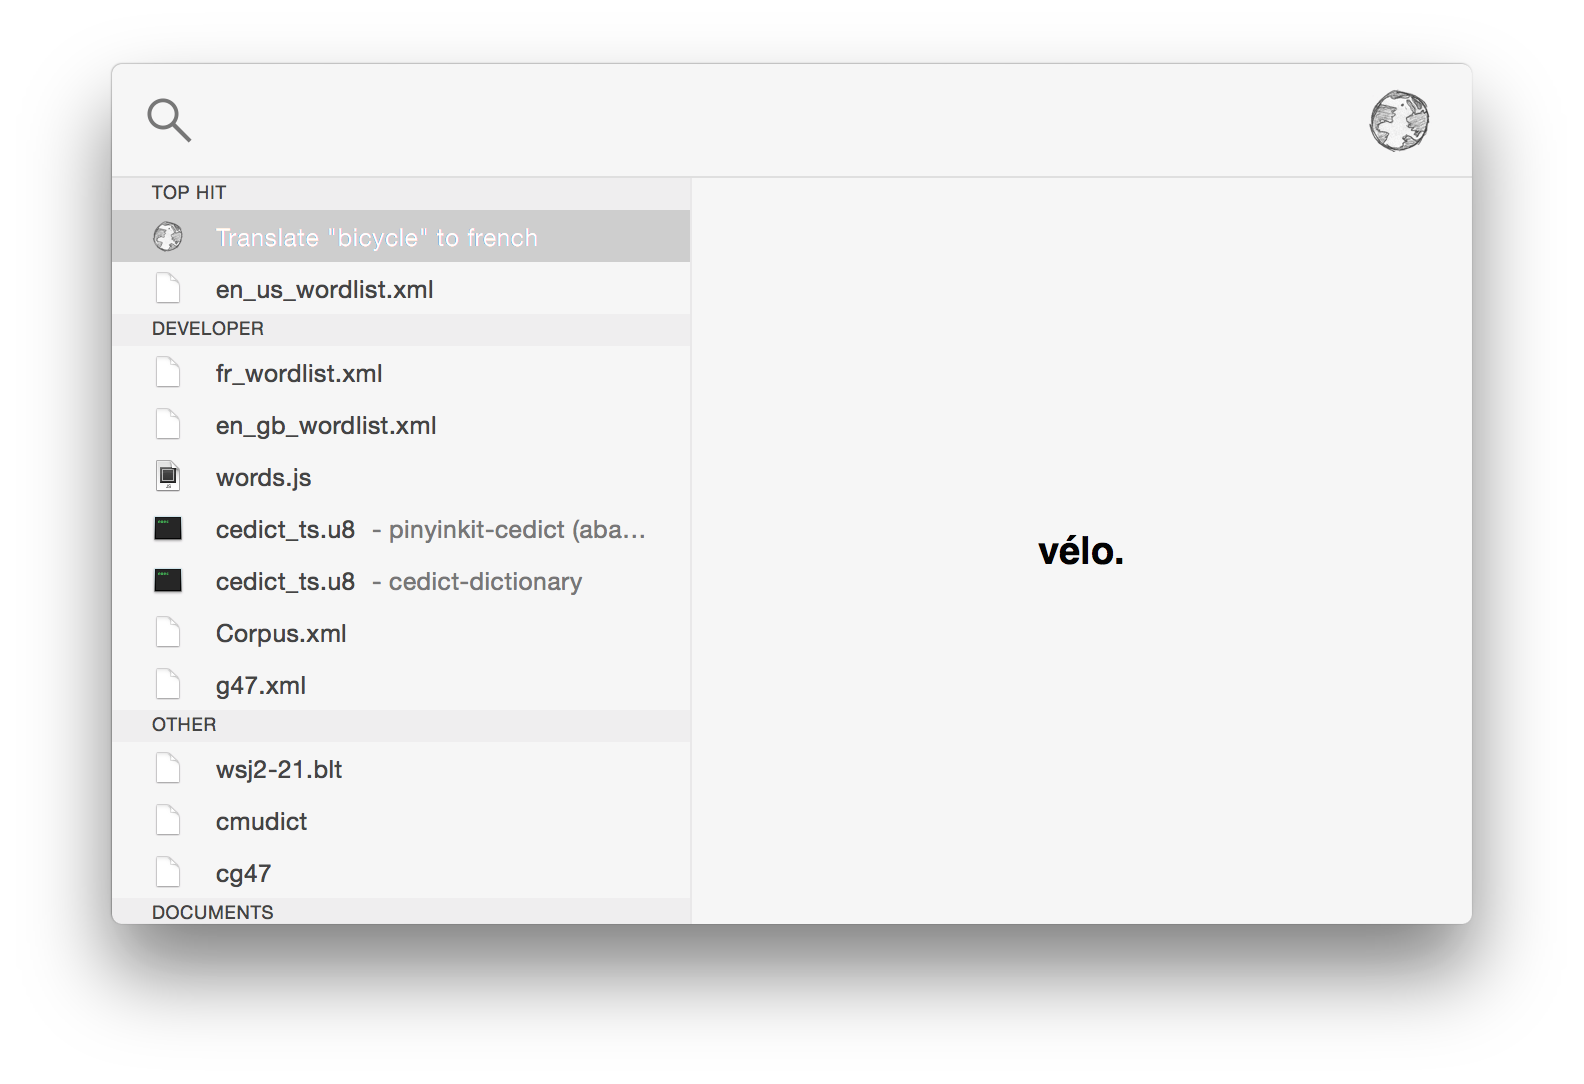 TOP HIT
Translate "bicycle" to french
en_us_wordlist.xml
DEVELOPER
fr_wordlist.xml
en_gb_wordlist.xml
words.js
cedict_ts.u8 - pinyinkit-cedict (aba…
cedict_ts.u8 - cedict-dictionary
Corpus.xml
g47.xml
OTHER
wsj2-21.blt
cmudict
cg47
DOCUMENTS
vélo.